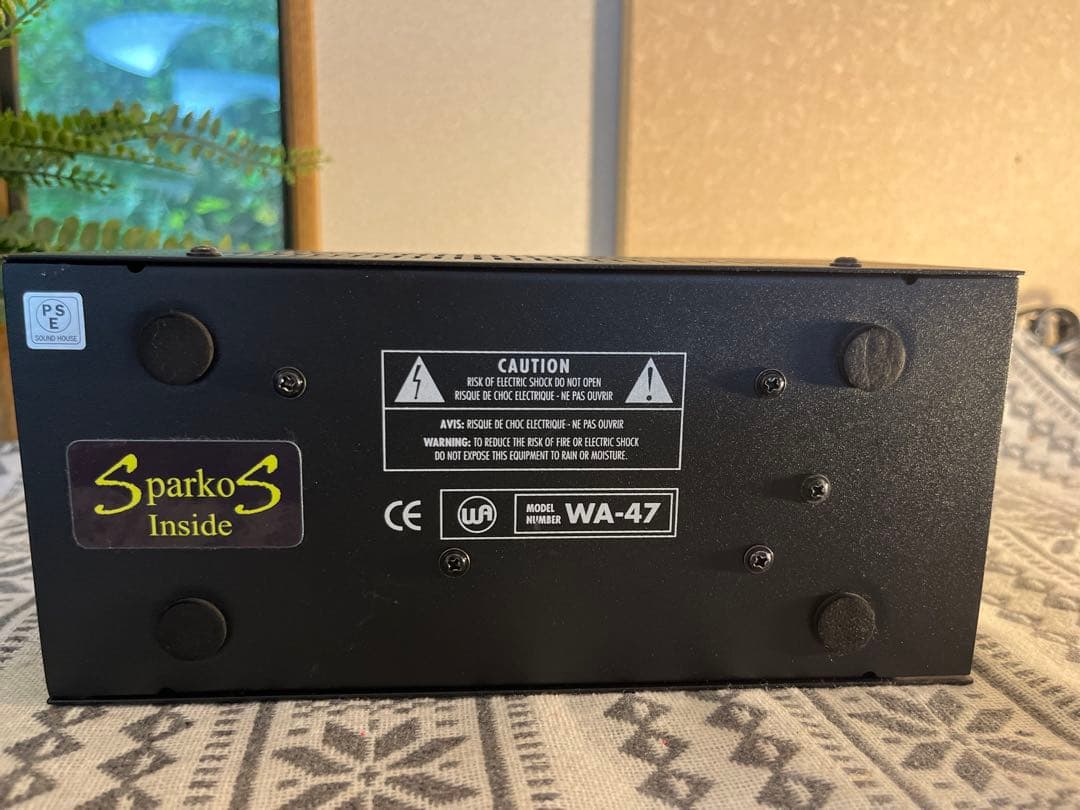 PS
E
SOUND HOUSE
CAUTION
RISK OF ELECTRIC SHOCK DO NOT OPEN
RISQUE DE CHOC ELECTRIQUE - NE PAS OUVRIR
AVIS: RISQUE DE CHOC ELECTRIQUE - NE PAS OUVRIR
WARNING: TO REDUCE THE RISK OF FIRE OR ELECTRIC SHOCK
DO NOT EXPOSE THIS EQUIPMENT TO RAIN OR MOISTURE.
SparkoS
Inside
CE
WA
MODEL
NUMBER
WA-47